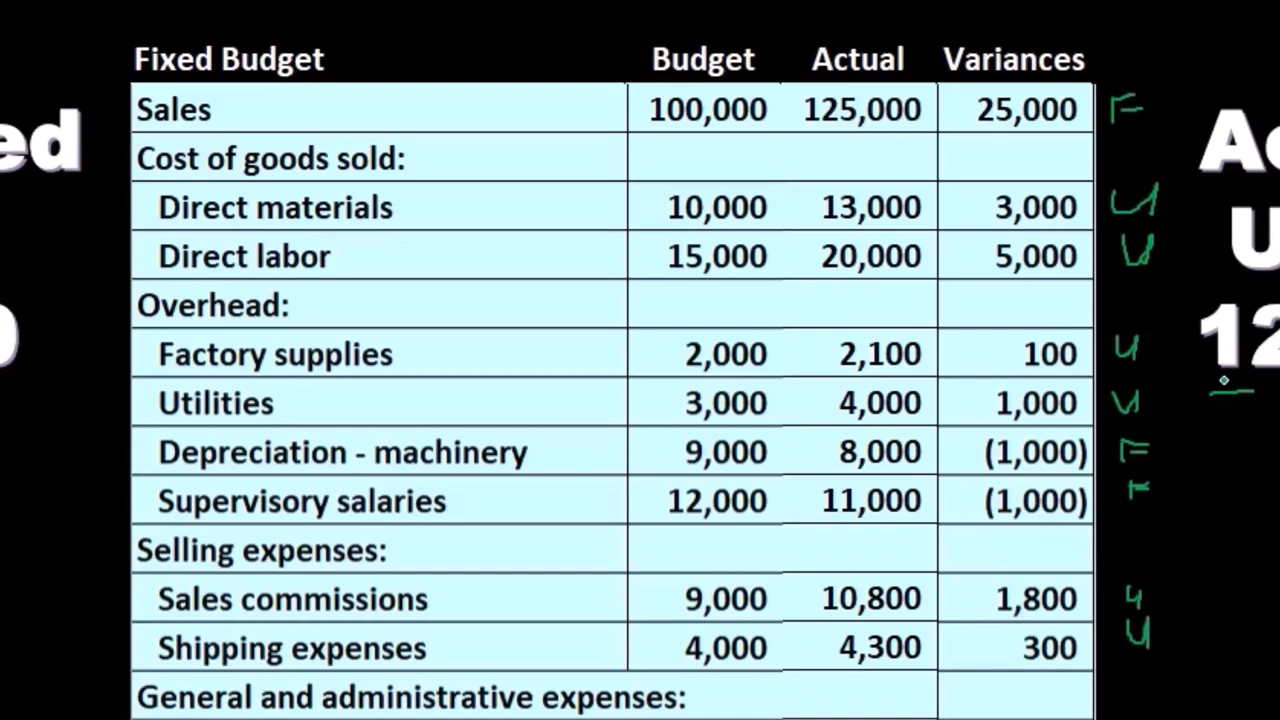 Fixed Budget Budget Actual Variances
Sales 100,000 125,000 25,000 F
Cost of goods sold:
Direct materials 10,000 13,000 3,000 U
Direct labor 15,000 20,000 5,000 U
Overhead:
Factory supplies 2,000 2,100 100 U
Utilities 3,000 4,000 1,000 U
Depreciation - machinery 9,000 8,000 (1,000) F
Supervisory salaries 12,000 11,000 (1,000) F
Selling expenses:
Sales commissions 9,000 10,800 1,800 U
Shipping expenses 4,000 4,300 300 U
General and administrative expenses:
ed
Ac
U
12